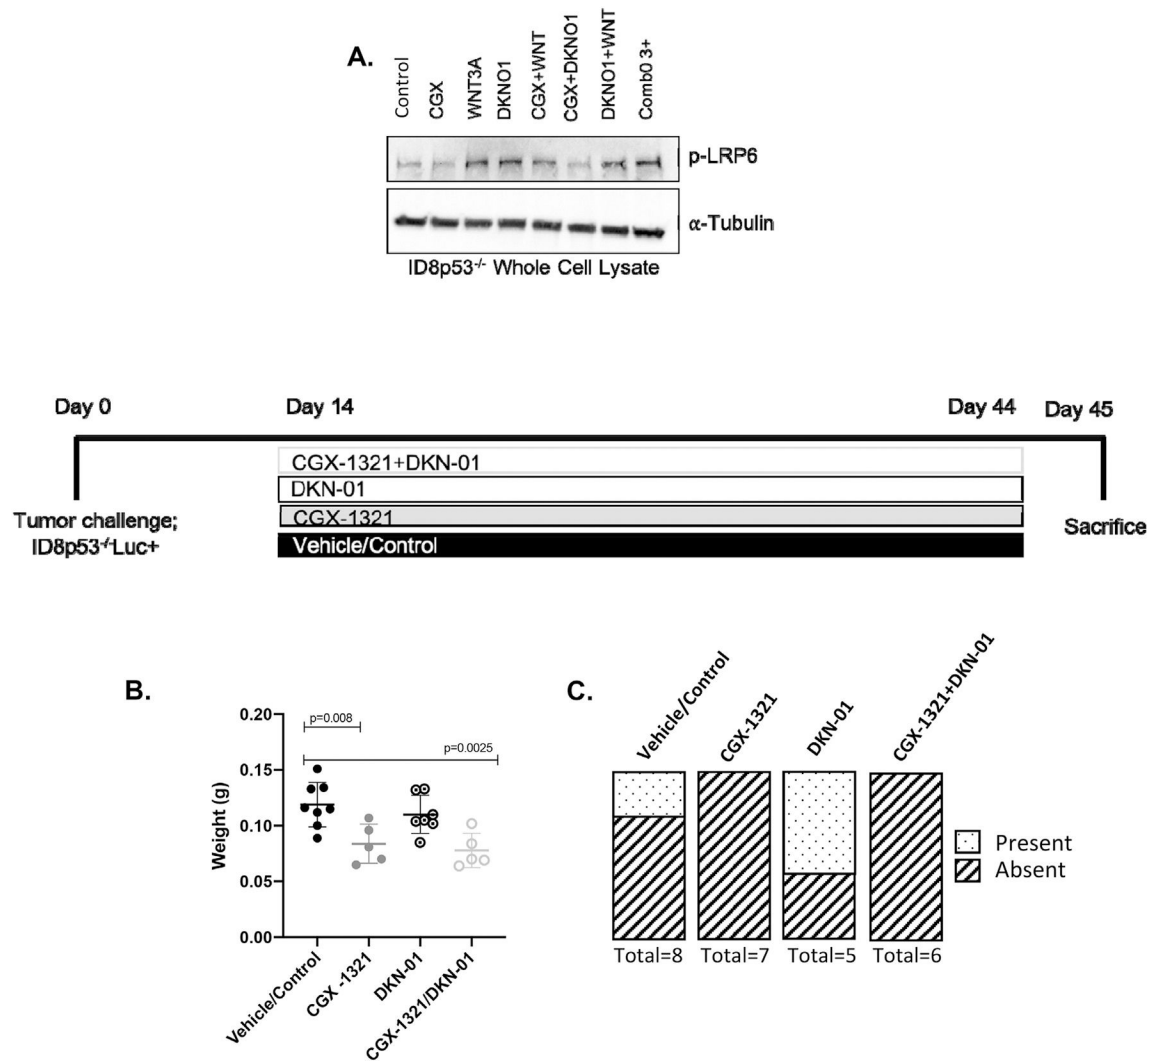 A.
Control
CGX
WNT3A
DKNO1
CGX+WNT
CGX+DKNO1
DKNO1+WNT
Comb0 3+
p-LRP6
α-Tubulin
ID8p53-/- Whole Cell Lysate
Day 0
Day 14
Day 44
Day 45
CGX-1321+DKN-01
DKN-01
CGX-1321
Vehicle/Control
Tumor challenge;
ID8p53-/-Luc+
Sacrifice
B.
Weight (g)
0.20
0.15
0.10
0.05
0.00
p=0.008
p=0.0025
Vehicle/Control
CGX -1321
DKN-01
CGX-1321/DKN-01
C.
Vehicle/Control
CGX-1321
DKN-01
CGX-1321+DKN-01
Present
Absent
Total=8
Total=7
Total=5
Total=6